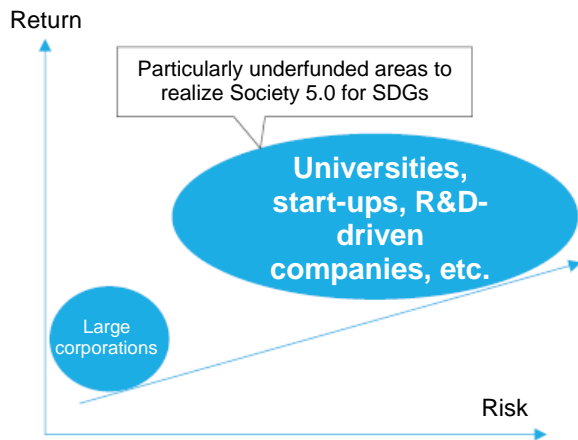 Return
Particularly underfunded areas to
realize Society 5.0 for SDGs
Universities,
start-ups, R&D-
driven
companies, etc.
Large
corporations
Risk